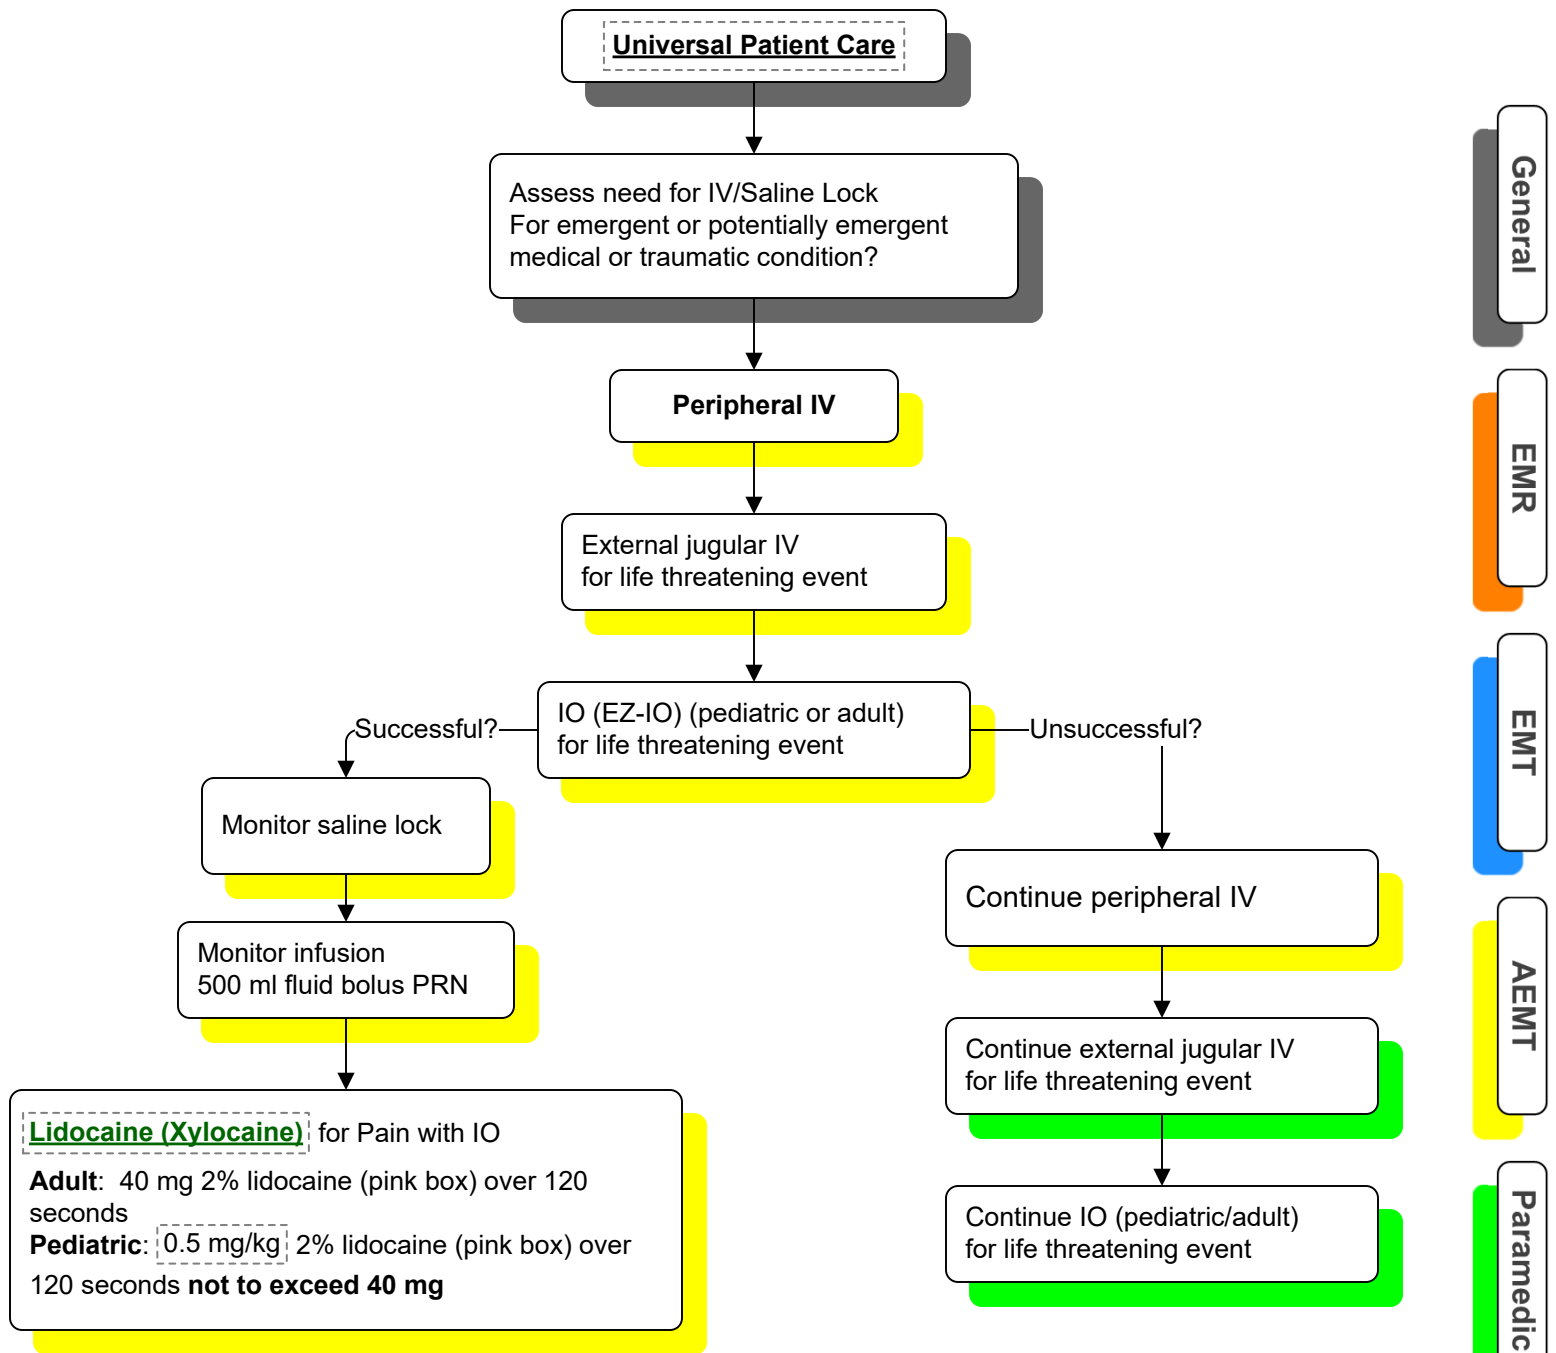 Universal Patient Care
Assess need for IV/Saline Lock
For emergent or potentially emergent
medical or traumatic condition?
Peripheral IV
External jugular IV
for life threatening event
IO (EZ-IO) (pediatric or adult)
for life threatening event
Successful?
Unsuccessful?
Monitor saline lock
Monitor infusion
500 ml fluid bolus PRN
Lidocaine (Xylocaine) for Pain with IO
Adult: 40 mg 2% lidocaine (pink box) over 120
seconds
Pediatric: 0.5 mg/kg 2% lidocaine (pink box) over
120 seconds not to exceed 40 mg
Continue peripheral IV
Continue external jugular IV
for life threatening event
Continue IO (pediatric/adult)
for life threatening event
General
EMR
EMT
AEMT
Paramedic